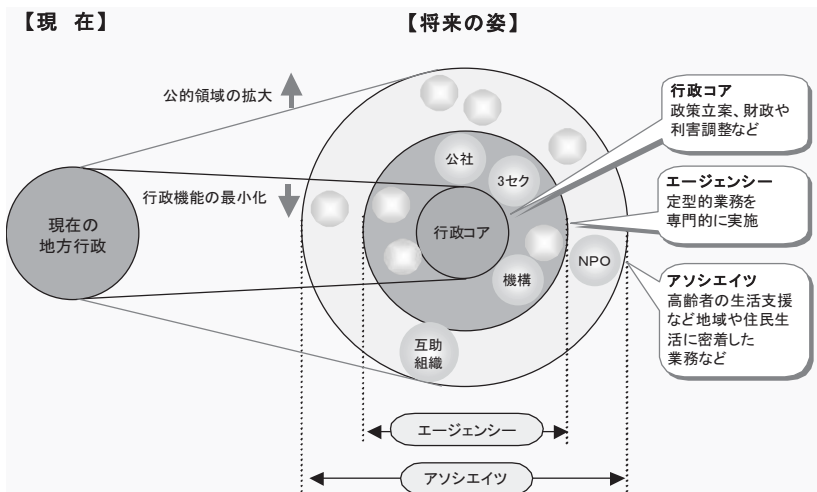 【現 在】
【将来の姿】
公的領域の拡大
行政機能の最小化
現在の
地方行政
公社
3セク
行政コア
機構
NPO
互助
組織
行政コア
政策立案、財政や
利害調整など
エージェンシー
定型的業務を
専門的に実施
アソシエイツ
高齢者の生活支援
など地域や住民生
活に密着した
業務など
エージェンシー
アソシエイツ